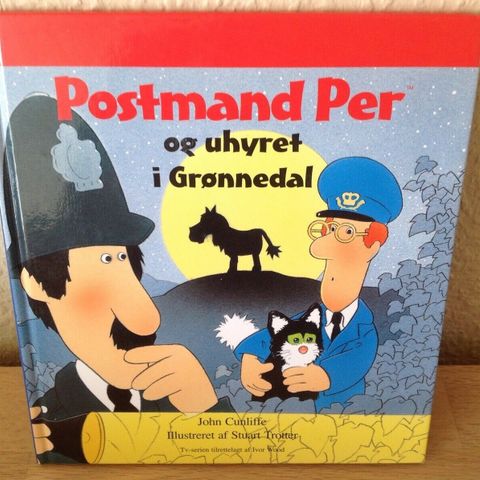 Postmand Per™
og uhyret
i Grønnedal
John Cunliffe
Illustreret af Stuart Trotter
Tv-serien tilrettelagt af Ivor Wood